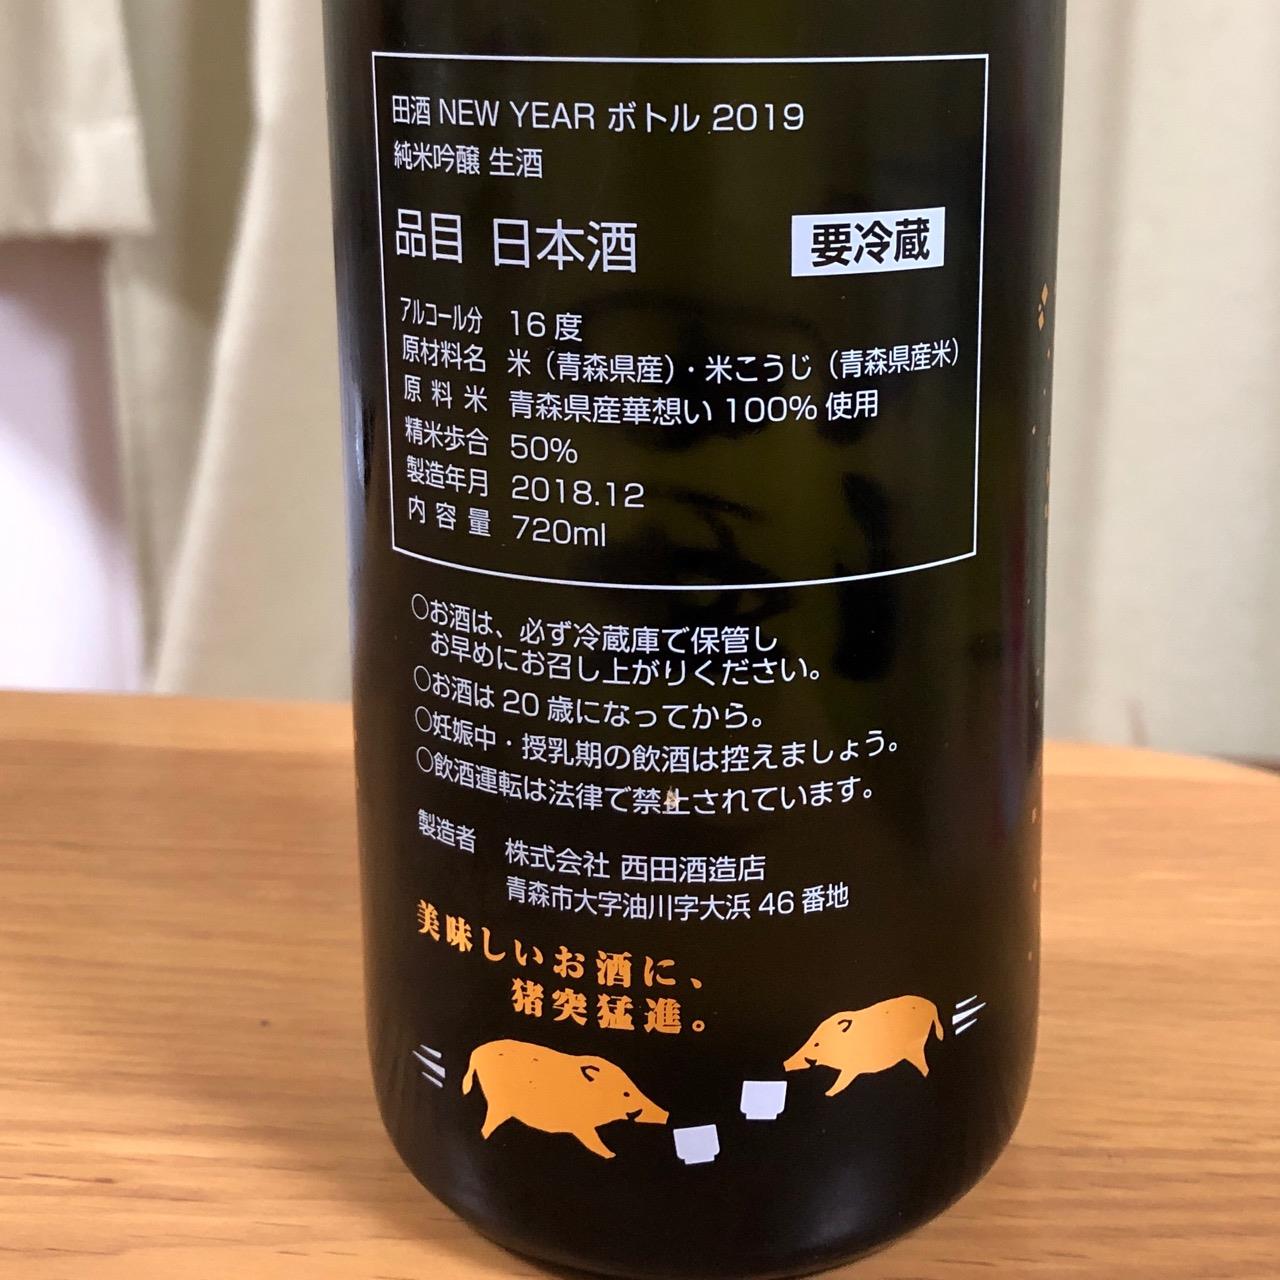 田酒 NEW YEAR ボトル 2019
純米吟醸 生酒
品目 日本酒 要冷蔵
アルコール分 16度
原材料名 米（青森県産）・米こうじ（青森県産米）
原料米 青森県産華想い 100%使用
精米歩合 50%
製造年月 2018.12
内容量 720ml
○お酒は、必ず冷蔵庫で保管し
お早めにお召し上がりください。
○お酒は 20 歳になってから。
○妊娠中・授乳期の飲酒は控えましょう。
○飲酒運転は法律で禁止されています。
製造者 株式会社 西田酒造店
青森市大字油川字大浜 46 番地
美味しいお酒に、
猪突猛進。